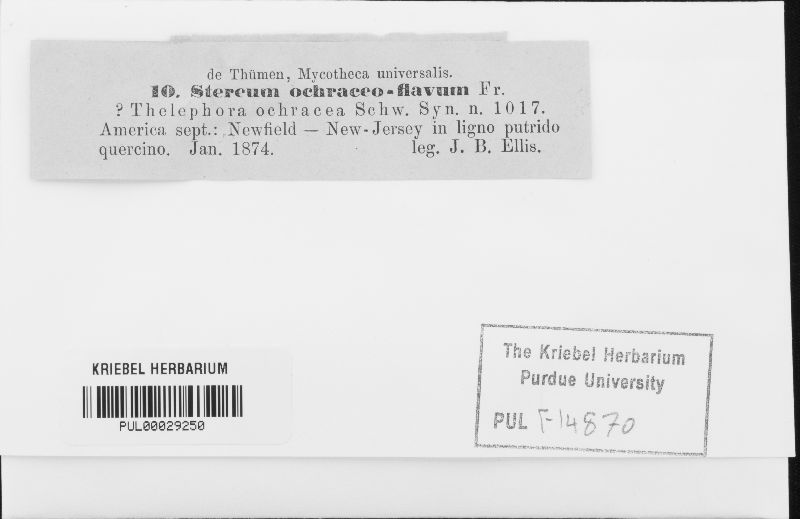 de Thümen, Mycotheca universalis.
10. Stereum ochraceo-flavum Fr.
? Thelephora ochracea Schw. Syn. n. 1017.
America sept.: Newfield — New-Jersey in ligno putrido
quercino. Jan. 1874. leg. J. B. Ellis.
KRIEBEL HERBARIUM
PUL00029250
The Kriebel Herbarium
Purdue University
PUL F14870